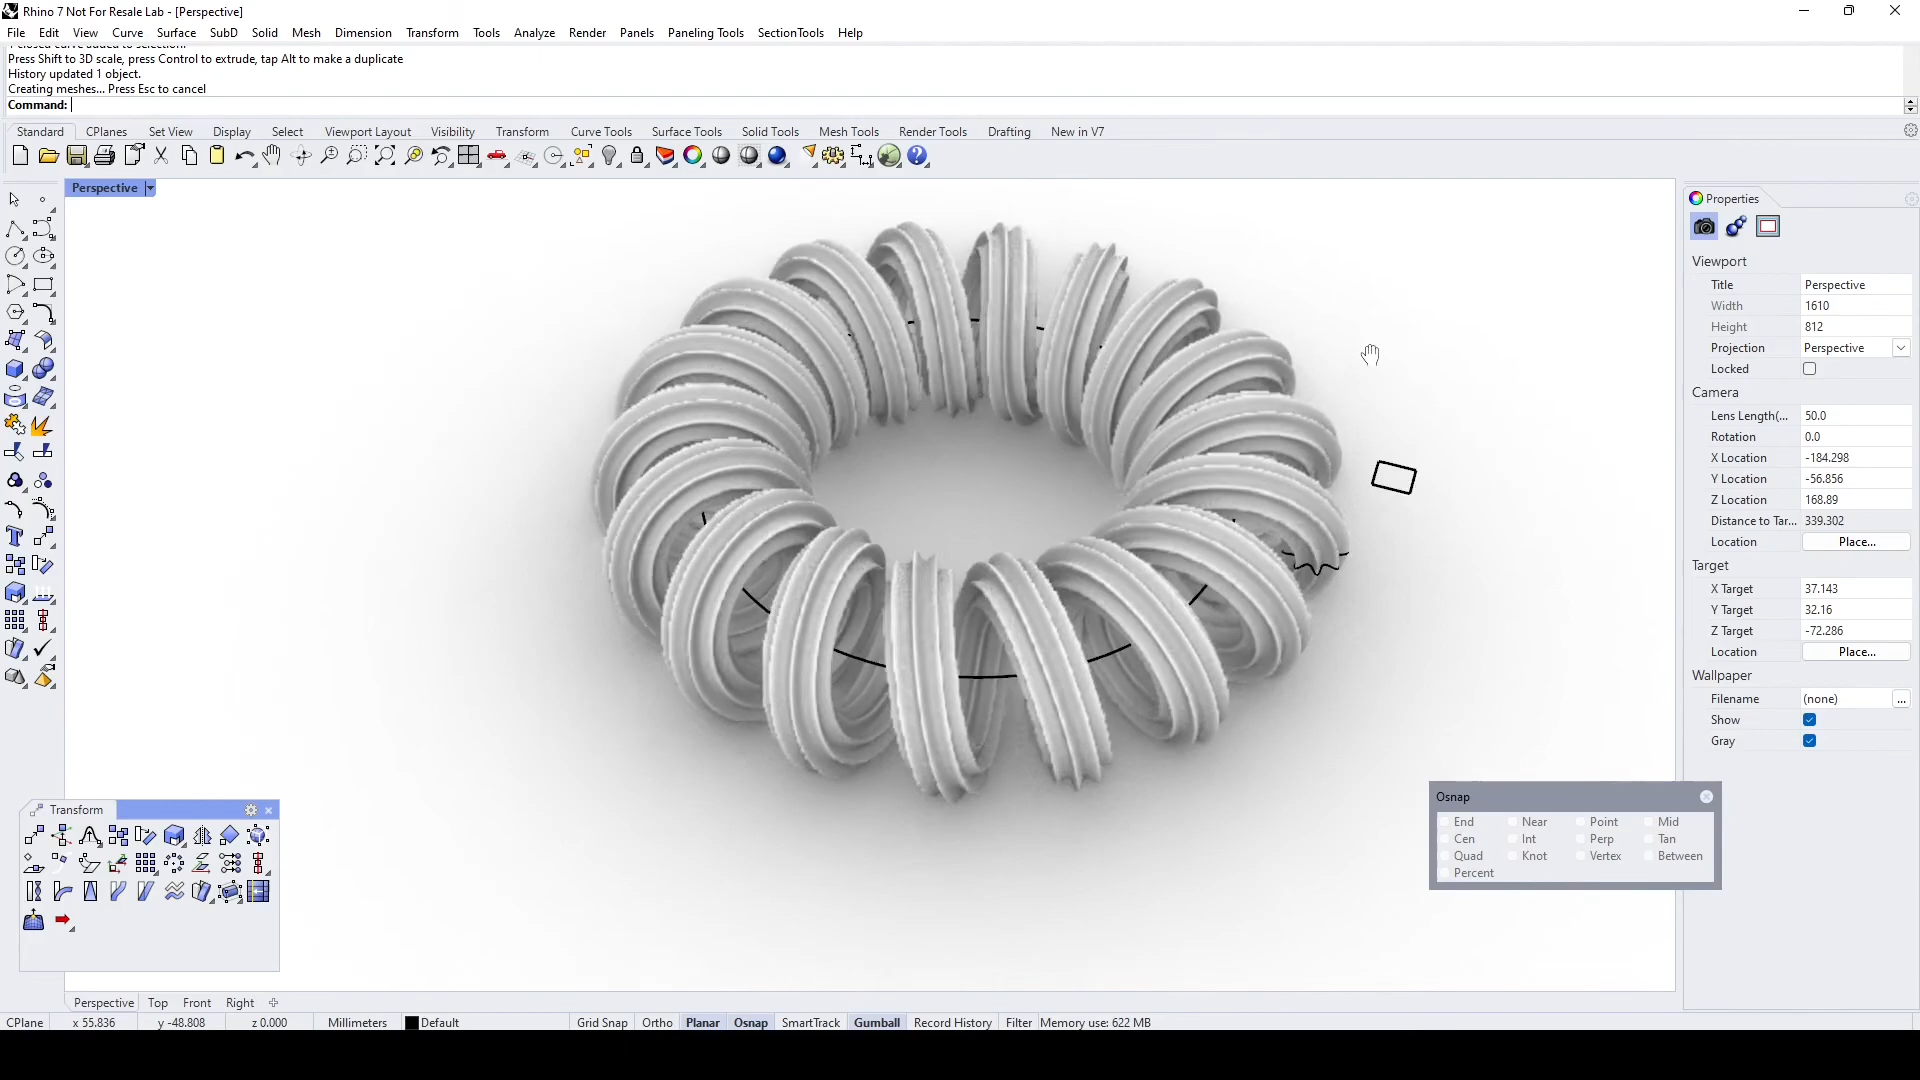 Rhino 7 Not For Resale Lab - [Perspective]
File Edit View Curve Surface SubD Solid Mesh Dimension Transform Tools Analyze Render Panels Paneling Tools SectionTools Help
1 closed curve added to selection.
Press Shift to 3D scale, press Control to extrude, tap Alt to make a duplicate
History updated 1 object.
Creating meshes... Press Esc to cancel
Command:
Standard CPlanes Set View Display Select Viewport Layout Visibility Transform Curve Tools Surface Tools Solid Tools Mesh Tools Render Tools Drafting New in V7
Perspective
Properties
Viewport
Title Perspective
Width 1610
Height 812
Projection Perspective
Locked
Camera
Lens Length(... 50.0
Rotation 0.0
X Location -184.298
Y Location -56.856
Z Location 168.89
Distance to Tar... 339.302
Location Place...
Target
X Target 37.143
Y Target 32.16
Z Target -72.286
Location Place...
Wallpaper
Filename (none) ...
Show
Gray
Transform
Osnap
End Near Point Mid
Cen Int Perp Tan
Quad Knot Vertex Between
Percent
Perspective Top Front Right
CPlane x 55.836 y -48.808 z 0.000 Millimeters Default Grid Snap Ortho Planar Osnap SmartTrack Gumball Record History Filter Memory use: 622 MB